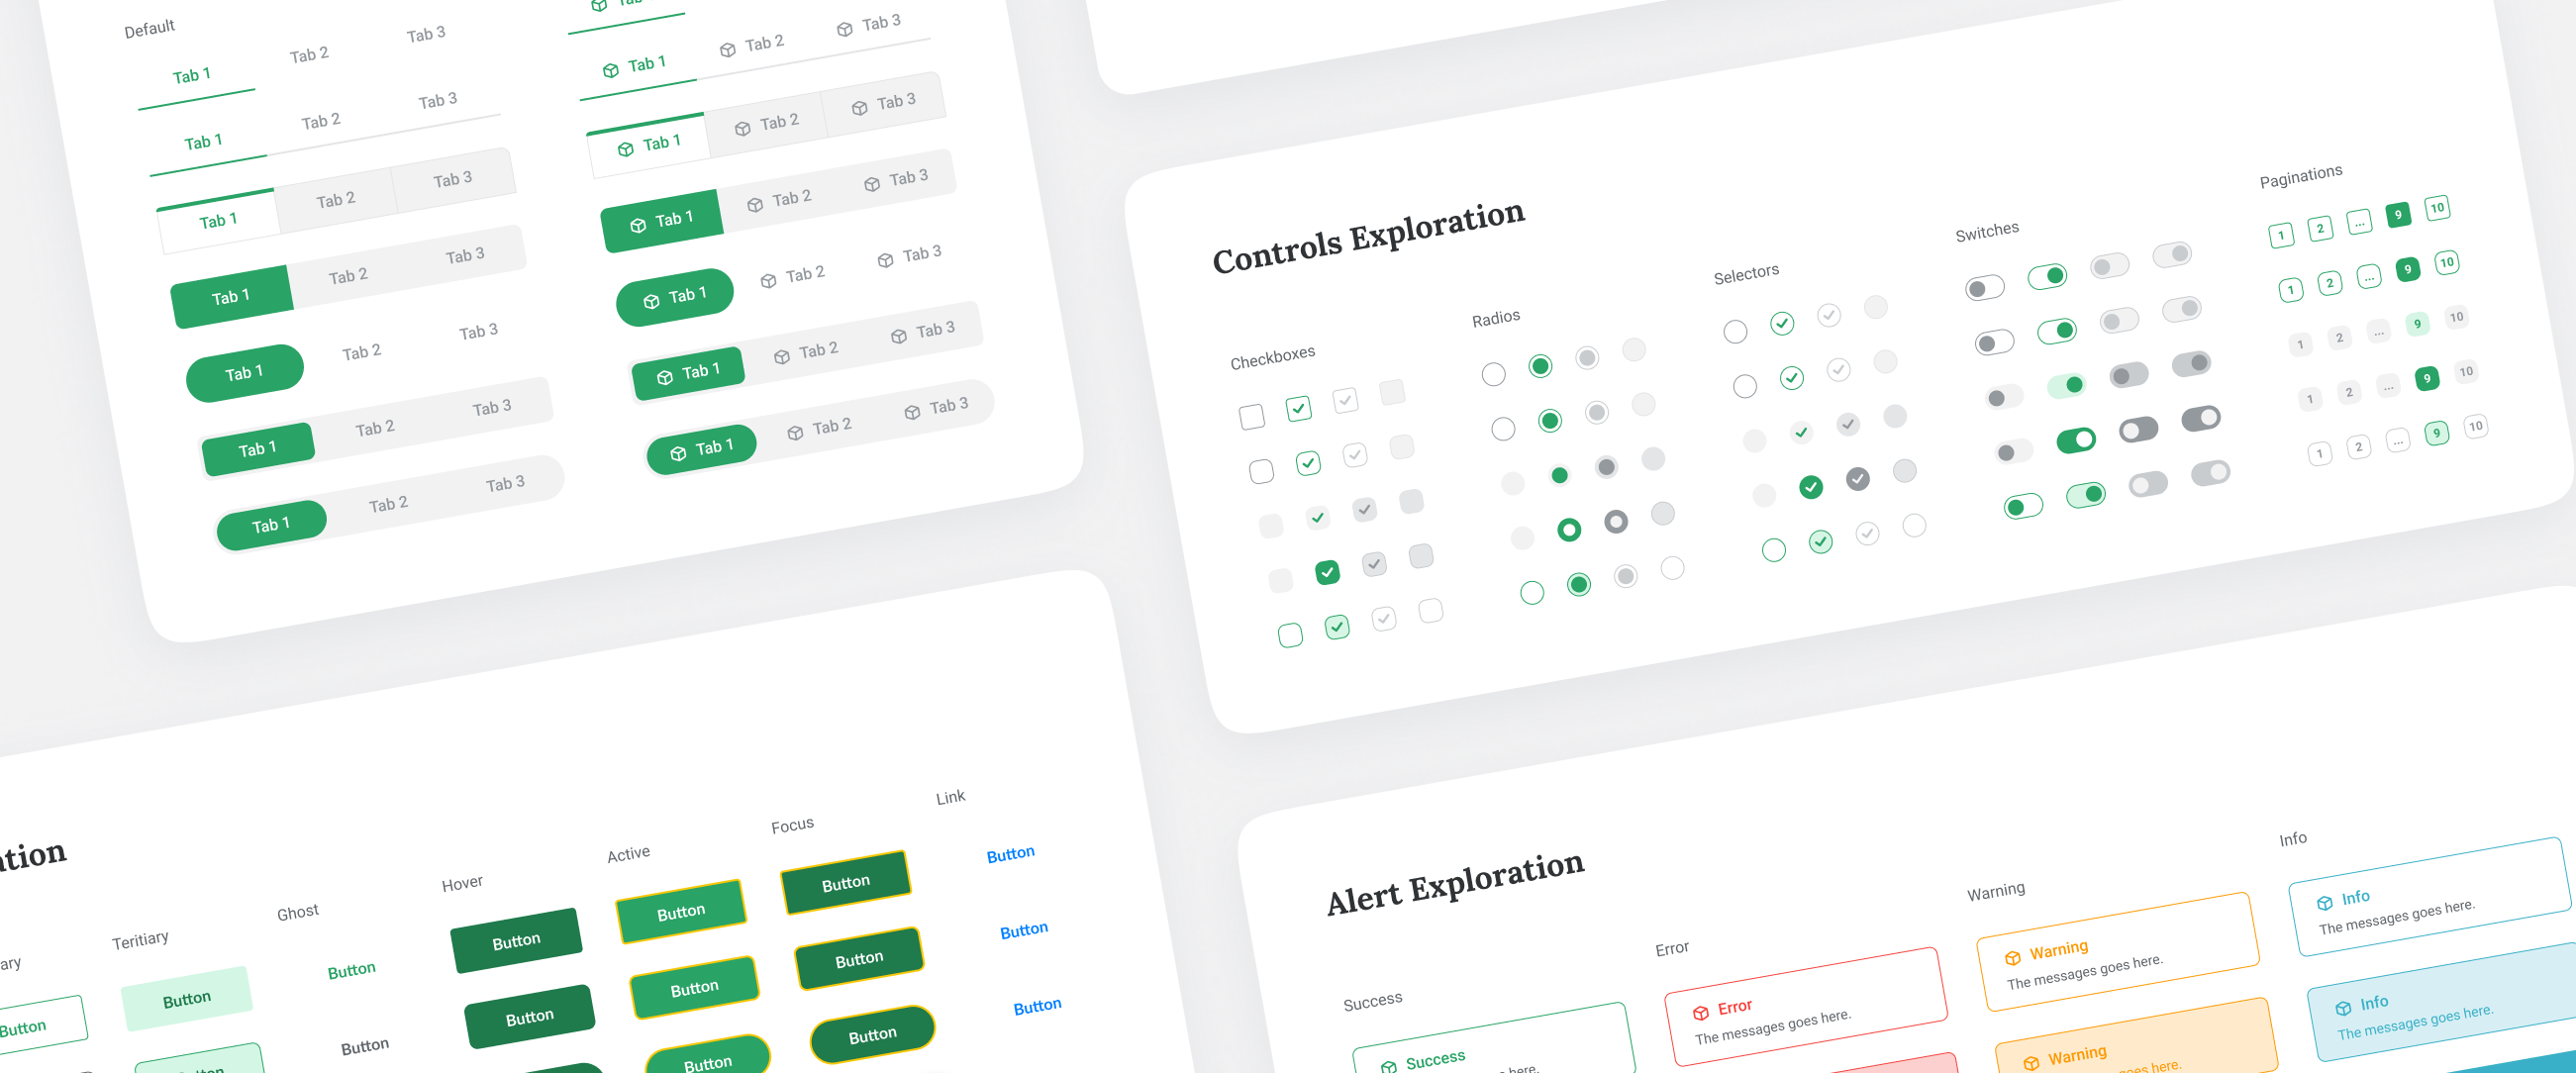 Default
Tab 1 Tab 2 Tab 3
Tab 1 Tab 2 Tab 3
Tab 1 Tab 2 Tab 3
Tab 1 Tab 2 Tab 3
Tab 1 Tab 2 Tab 3
Tab 1 Tab 2 Tab 3
Tab 1 Tab 2 Tab 3
Tab 1 Tab 2 Tab 3
Tab 1 Tab 2 Tab 3
Tab 1 Tab 2 Tab 3
Tab 1 Tab 2 Tab 3
Tab 1 Tab 2 Tab 3
Tab 1 Tab 2 Tab 3
Controls Exploration
Checkboxes
Radios
Selectors
Switches
Paginations
1 2 ... 9 10
1 2 ... 9 10
1 2 ... 9 10
1 2 ... 9 10
1 2 ... 9 10
Teritiary
Ghost
Hover
Active
Focus
Link
Button Button Button Button Button Button Button
Button Button Button Button Button Button
Button Button Button
Alert Exploration
Success
Error
Warning
Info
Success
here.
Error
The messages goes here.
Warning
The messages goes here.
Info
The messages goes here.
Warning
goes here.
Info
The messages goes here.